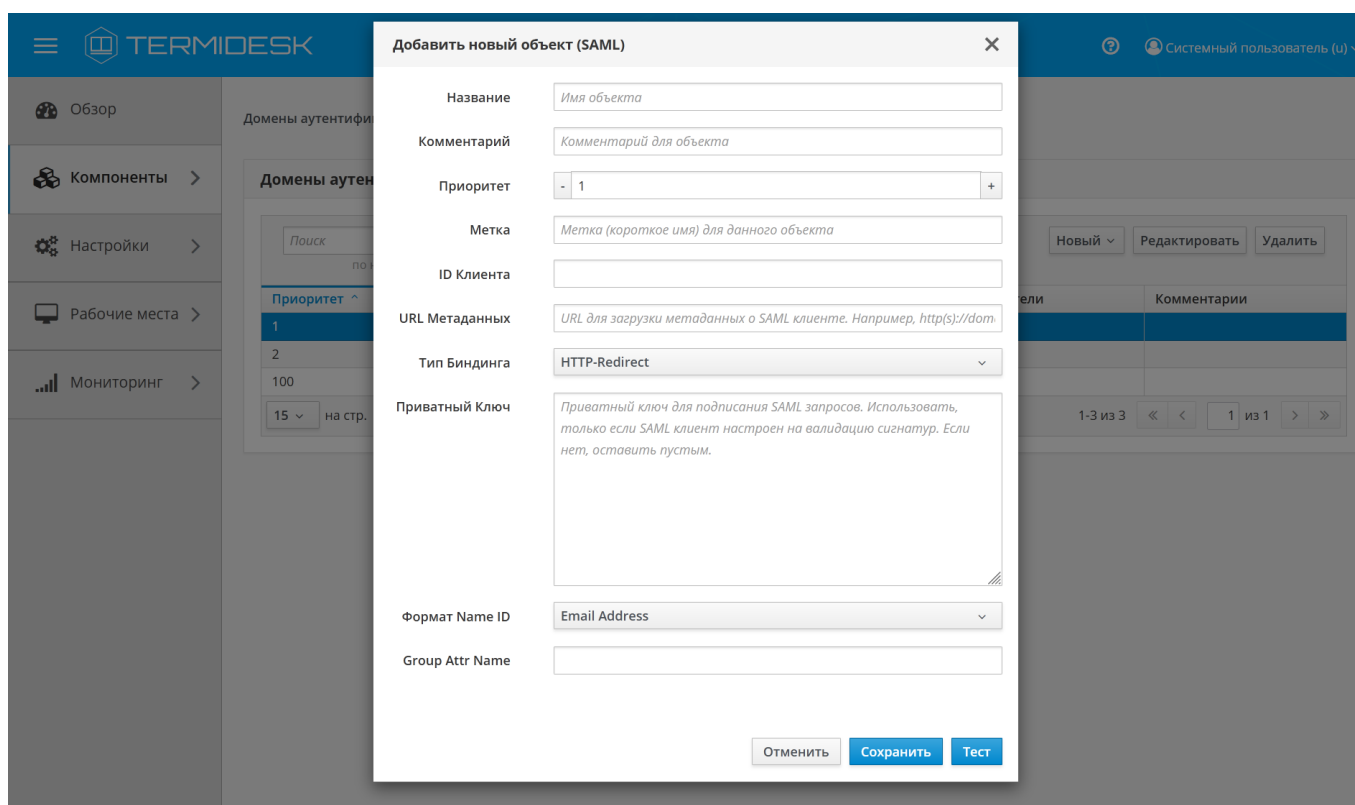 TERMIDESK
Системный пользователь (u)
Обзор
Компоненты
Настройки
Рабочие места
Мониторинг
Домены аутентифи
Домены аутен
Поиск
по
Новый
Редактировать
Удалить
Приоритет
ели
Комментарии
1
2
100
15
на стр.
1-3 из 3
1 из 1
Добавить новый объект (SAML)
Название
Имя объекта
Комментарий
Комментарий для объекта
Приоритет
- 1 +
Метка
Метка (короткое имя) для данного объекта
ID Клиента
URL Метаданных
URL для загрузки метаданных о SAML клиенте. Например, http(s)://dom
Тип Биндинга
HTTP-Redirect
Приватный Ключ
Приватный ключ для подписания SAML запросов. Использовать,
только если SAML клиент настроен на валидацию сигнатур. Если
нет, оставить пустым.
Формат Name ID
Email Address
Group Attr Name
Отменить
Сохранить
Тест